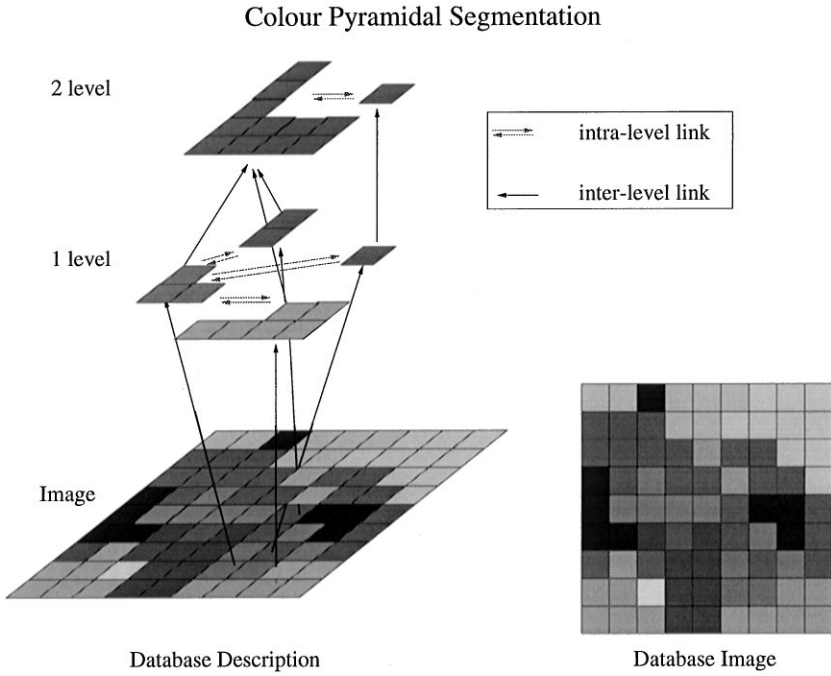 Colour Pyramidal Segmentation
2 level
intra-level link
inter-level link
1 level
Image
Database Description
Database Image